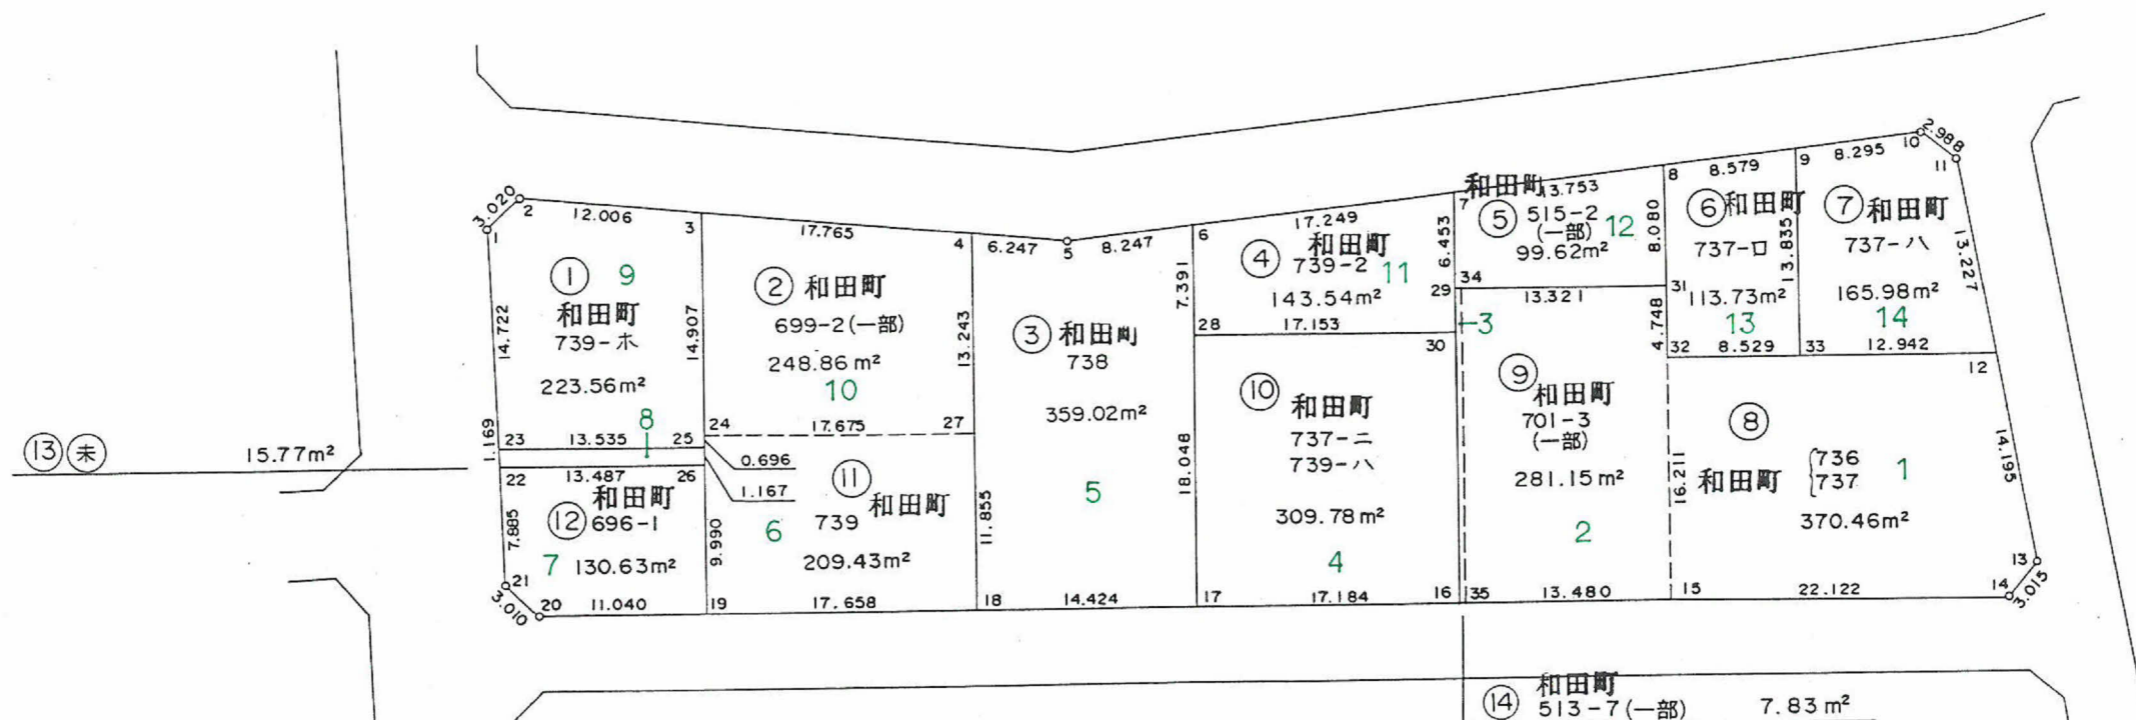 3.020
2
12.006
3
1
17.765
4
6.247
5
8.247
6
17.249
和田町
7
13.753
8
8.579
9
8.295
10
2.988
11
① 9
和田町
739-ホ
223.56m²
14.722
14.907
② 和田町
699-2(一部)
248.86m²
10
13.243
③ 和田町
738
359.02m²
5
7.391
④ 和田町
739-2 11
143.54m²
6.453
⑤ 515-2 12
(一部)
99.62m²
8.080
⑥ 和田町
737-ロ
113.73m²
13
13.835
⑦ 和田町
737-ハ
165.98m²
14
13.227
34
29
13.321
31
3
28
17.153
30
4.748
32
8.529
33
12.942
12
8
1.169
23
13.535
25
24
17.675
27
0.696
1.167
⑬ 未 15.77m²
22
13.487
26
和田町
⑫ 696-1
7 130.63m²
7.885
9.990
⑪ 和田町
6 739
209.43m²
11.855
18.048
⑩ 和田町
737-ニ
739-ハ
309.78m²
4
⑨ 和田町
701-3
(一部)
281.15m²
2
16.211
⑧
和田町 736
737
1
370.46m²
14.195
13
21
3.010
20
11.040
19
17.658
18
14.424
17
17.184
16
35
13.480
15
22.122
14
3.015
⑭ 和田町
513-7(一部) 7.83m²